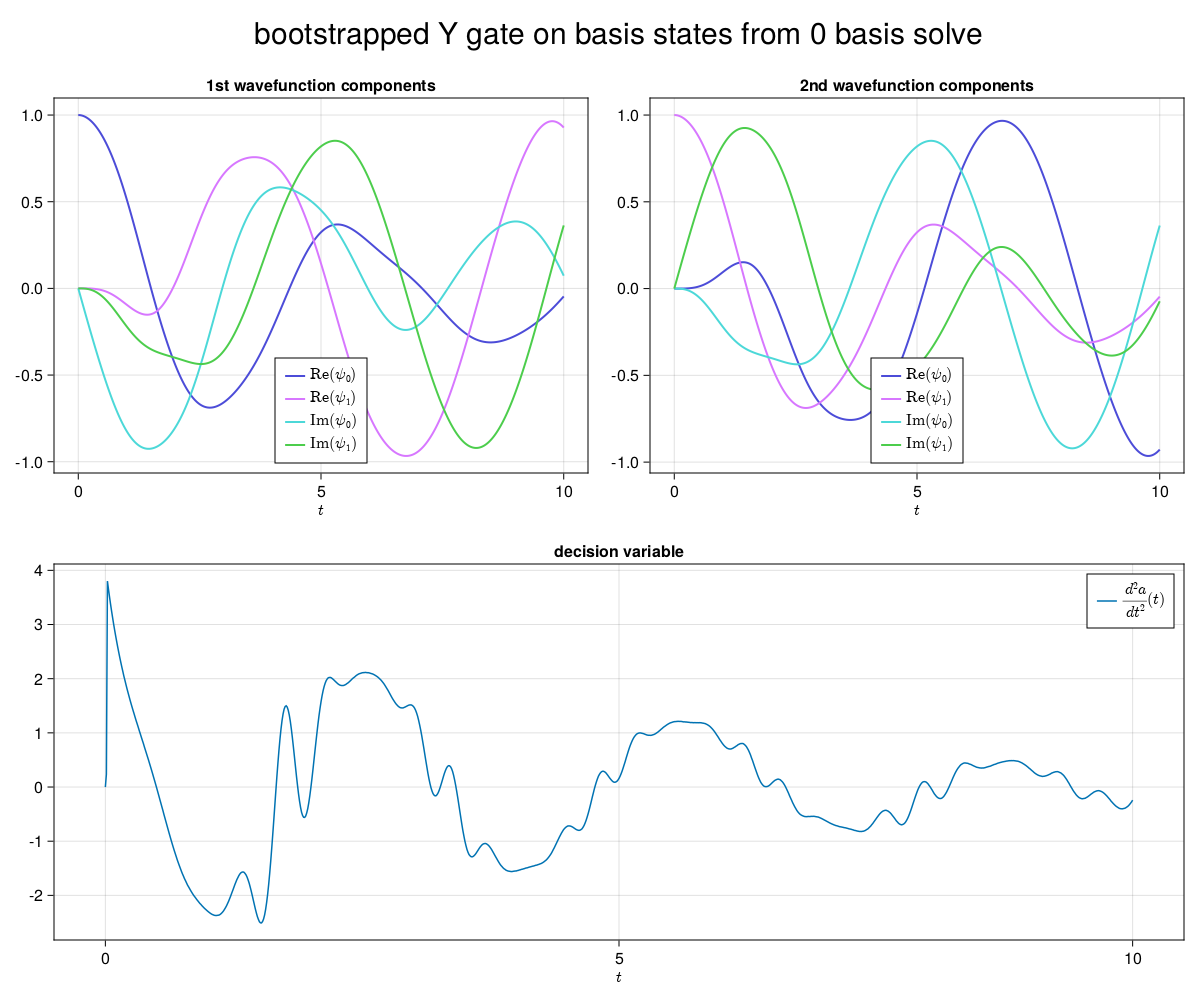 bootstrapped Y gate on basis states from 0 basis solve
1st wavefunction components
1.0
0.5
0.0
-0.5
-1.0
Re(ψ₀)
Re(ψ₁)
Im(ψ₀)
Im(ψ₁)
0
5
10
t
2nd wavefunction components
1.0
0.5
0.0
-0.5
-1.0
Re(ψ₀)
Re(ψ₁)
Im(ψ₀)
Im(ψ₁)
0
5
10
t
decision variable
4
3
2
1
0
-1
-2
d²a
dt²
(t)
0
5
10
t